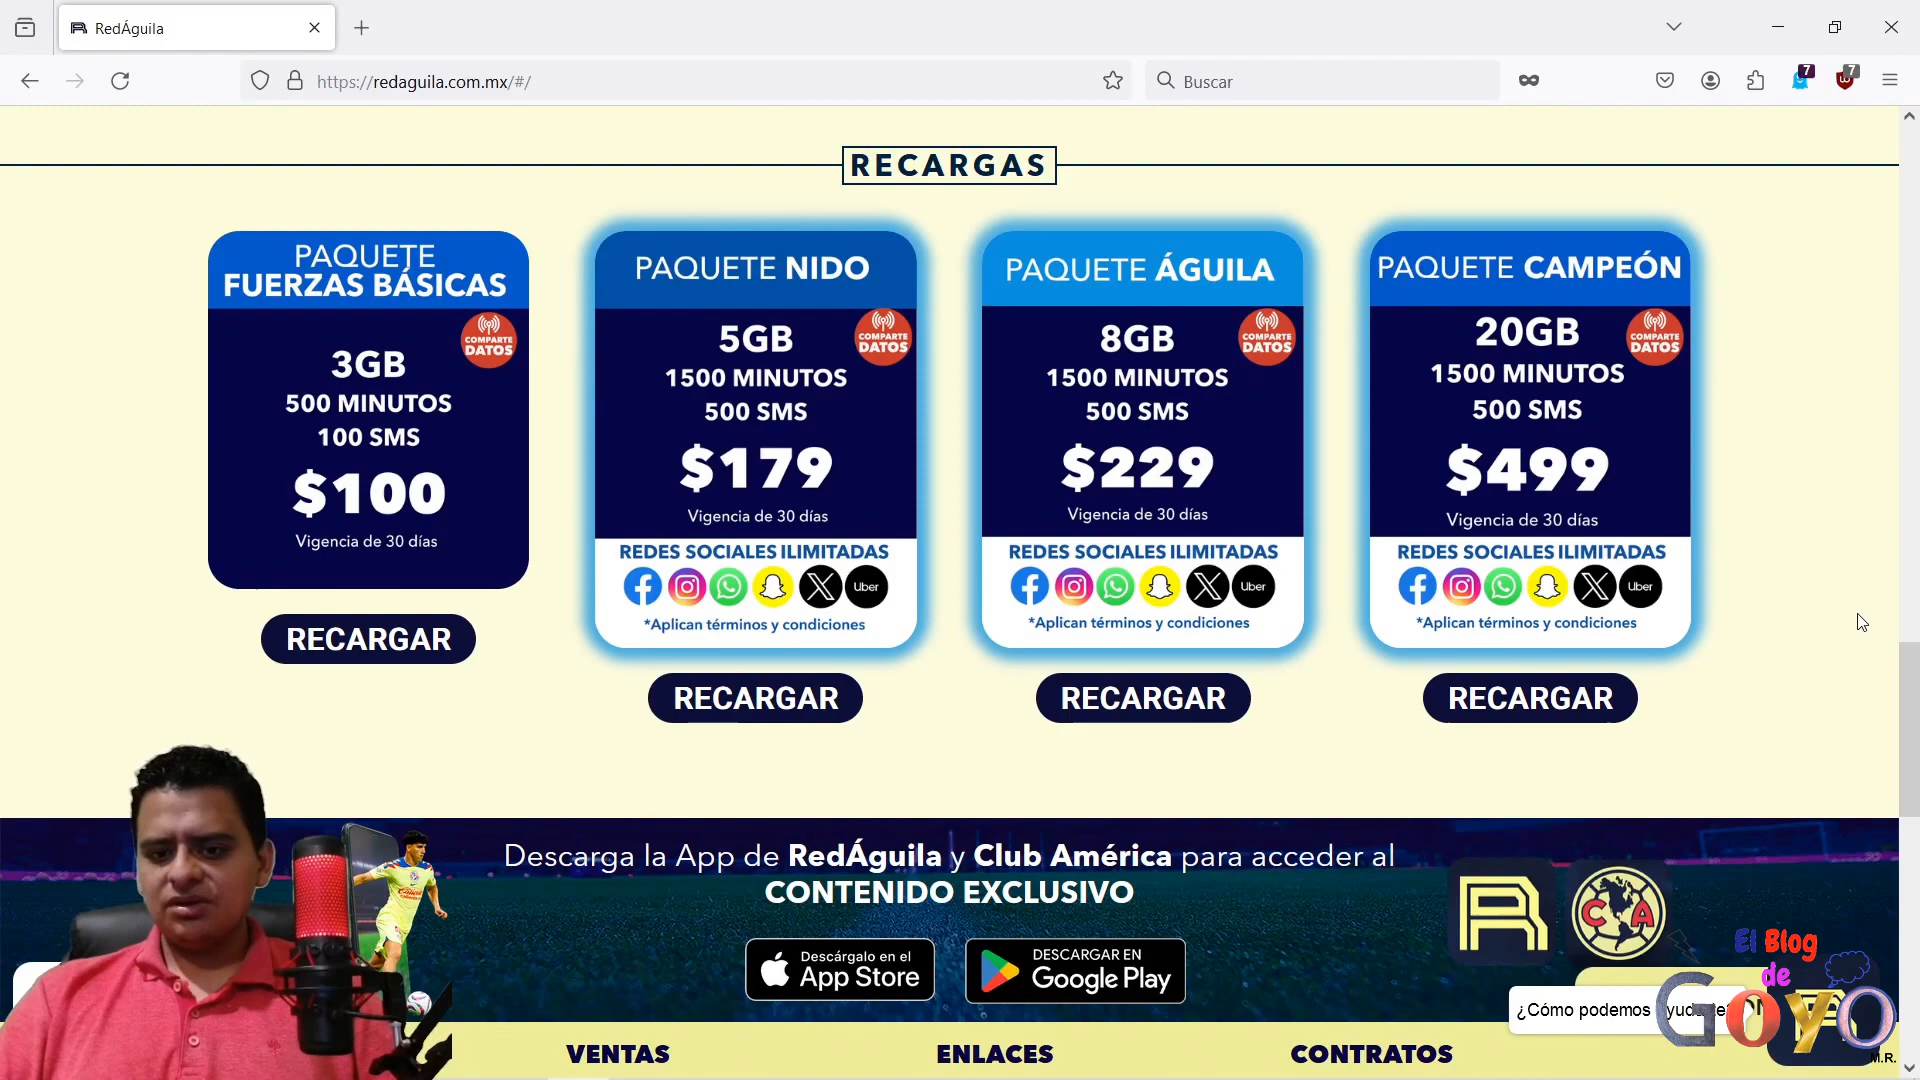 RedÁguila
https://redaguila.com.mx/#/
Buscar
7
7
RECARGAS
PAQUETE
FUERZAS BÁSICAS
COMPARTE
DATOS
3GB
500 MINUTOS
100 SMS
$100
Vigencia de 30 días
RECARGAR
PAQUETE NIDO
COMPARTE
DATOS
5GB
1500 MINUTOS
500 SMS
$179
Vigencia de 30 días
REDES SOCIALES ILIMITADAS
Uber
*Aplican términos y condiciones
RECARGAR
PAQUETE ÁGUILA
COMPARTE
DATOS
8GB
1500 MINUTOS
500 SMS
$229
Vigencia de 30 días
REDES SOCIALES ILIMITADAS
Uber
*Aplican términos y condiciones
RECARGAR
PAQUETE CAMPEÓN
COMPARTE
DATOS
20GB
1500 MINUTOS
500 SMS
$499
Vigencia de 30 días
REDES SOCIALES ILIMITADAS
Uber
*Aplican términos y condiciones
RECARGAR
Descarga la App de RedÁguila y Club América para acceder al
CONTENIDO EXCLUSIVO
Descárgalo en el
App Store
DESCARGAR EN
Google Play
CA
El Blog
de
GOYO
M.R.
¿Cómo podemos
VENTAS
ENLACES
CONTRATOS